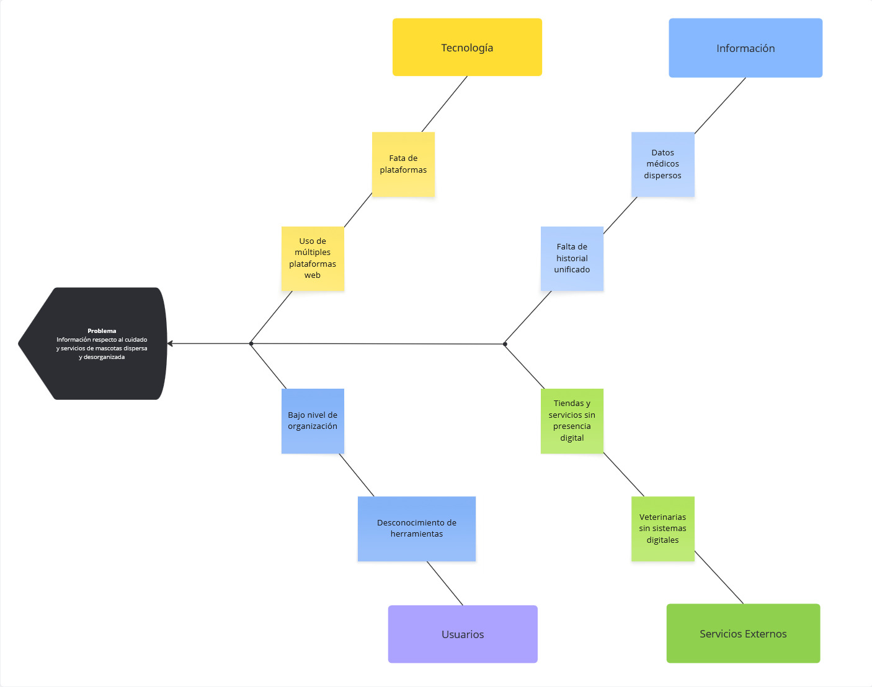 Tecnología
Información
Fata de
plataformas
Datos
médicos
dispersos
Uso de
múltiples
plataformas
web
Falta de
historial
unificado
Problema
Información respecto al cuidado
y servicios de mascotas dispersa
y desorganizada
Bajo nivel de
organización
Tiendas y
servicios sin
presencia
digital
Desconocimiento de
herramientas
Veterinarias
sin sistemas
digitales
Usuarios
Servicios Externos